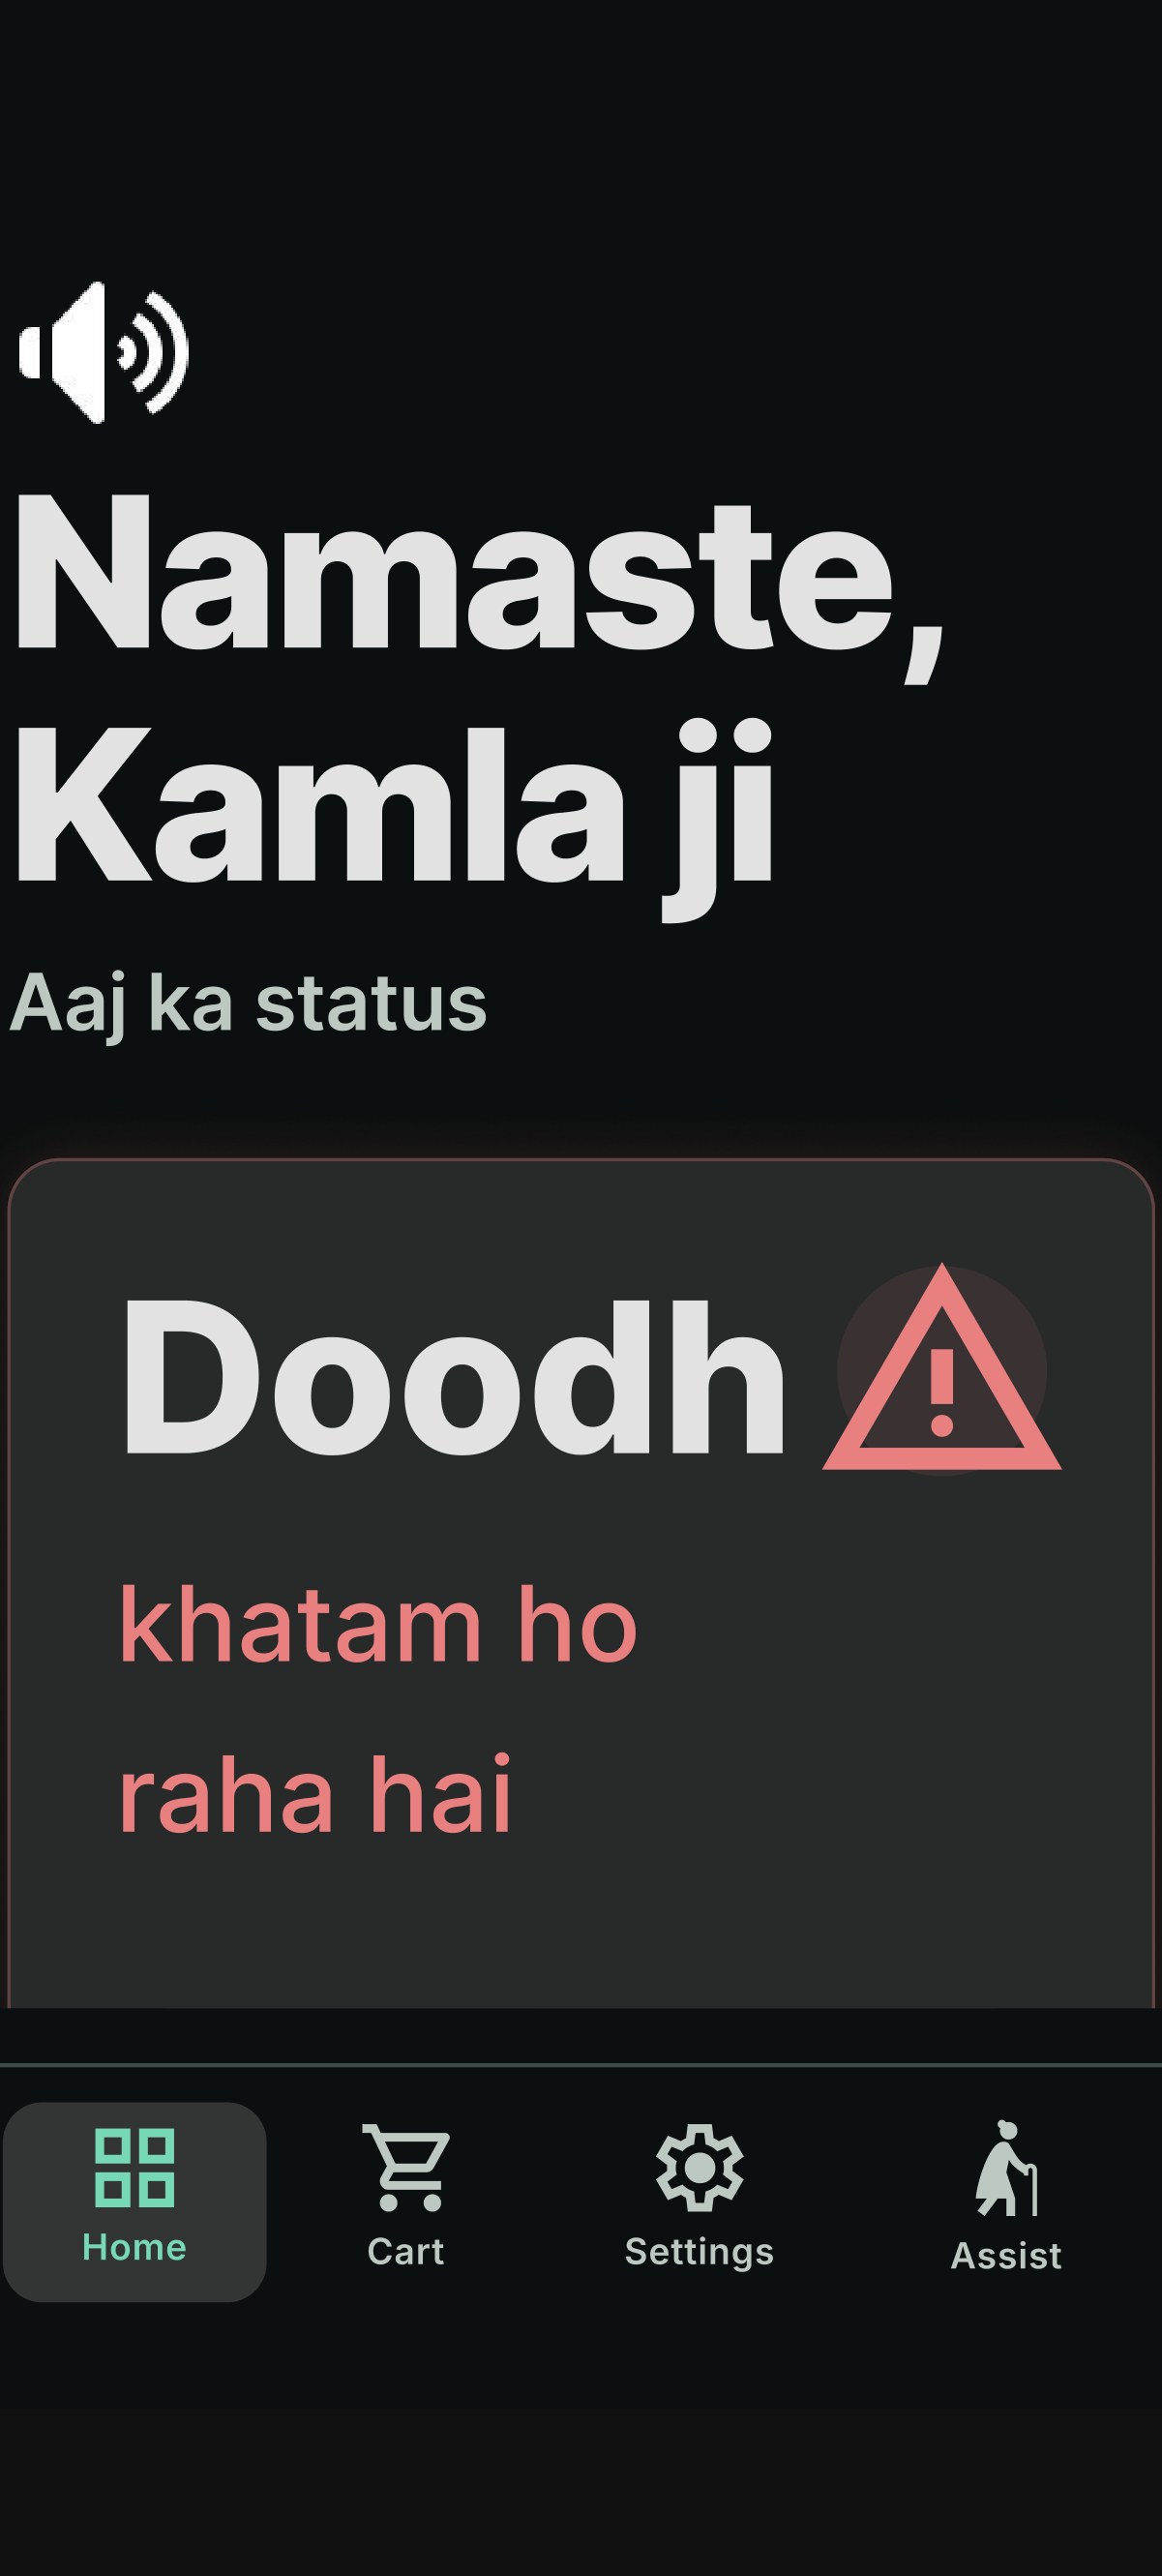 Namaste,
Kamla ji
Aaj ka status
Doodh
khatam ho
raha hai
Home
Cart
Settings
Assist